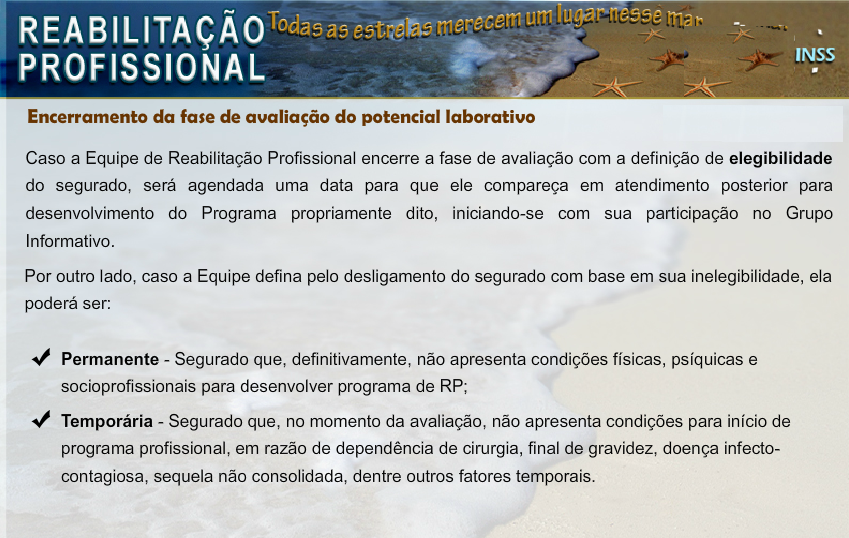 REABILITAÇÃO
PROFISSIONAL
Todas as estrelas merecem um lugar nesse mar
INSS
Encerramento da fase de avaliação do potencial laborativo
Caso a Equipe de Reabilitação Profissional encerre a fase de avaliação com a definição de elegibilidade
do segurado, será agendada uma data para que ele compareça em atendimento posterior para
desenvolvimento do Programa propriamente dito, iniciando-se com sua participação no Grupo
Informativo.
Por outro lado, caso a Equipe defina pelo desligamento do segurado com base em sua inelegibilidade, ela
poderá ser:
Permanente - Segurado que, definitivamente, não apresenta condições físicas, psíquicas e
socioprofissionais para desenvolver programa de RP;
Temporária - Segurado que, no momento da avaliação, não apresenta condições para início de
programa profissional, em razão de dependência de cirurgia, final de gravidez, doença infecto-
contagiosa, sequela não consolidada, dentre outros fatores temporais.